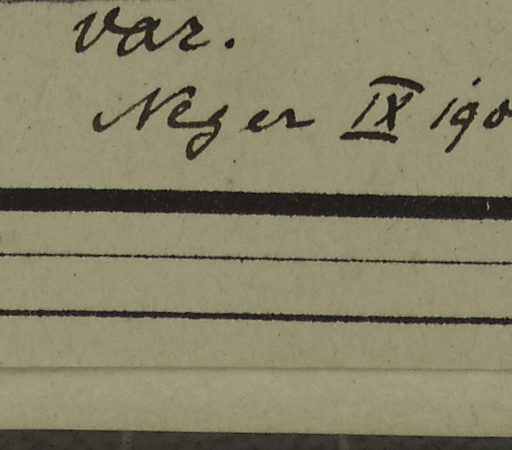 var.
Neger IX 190